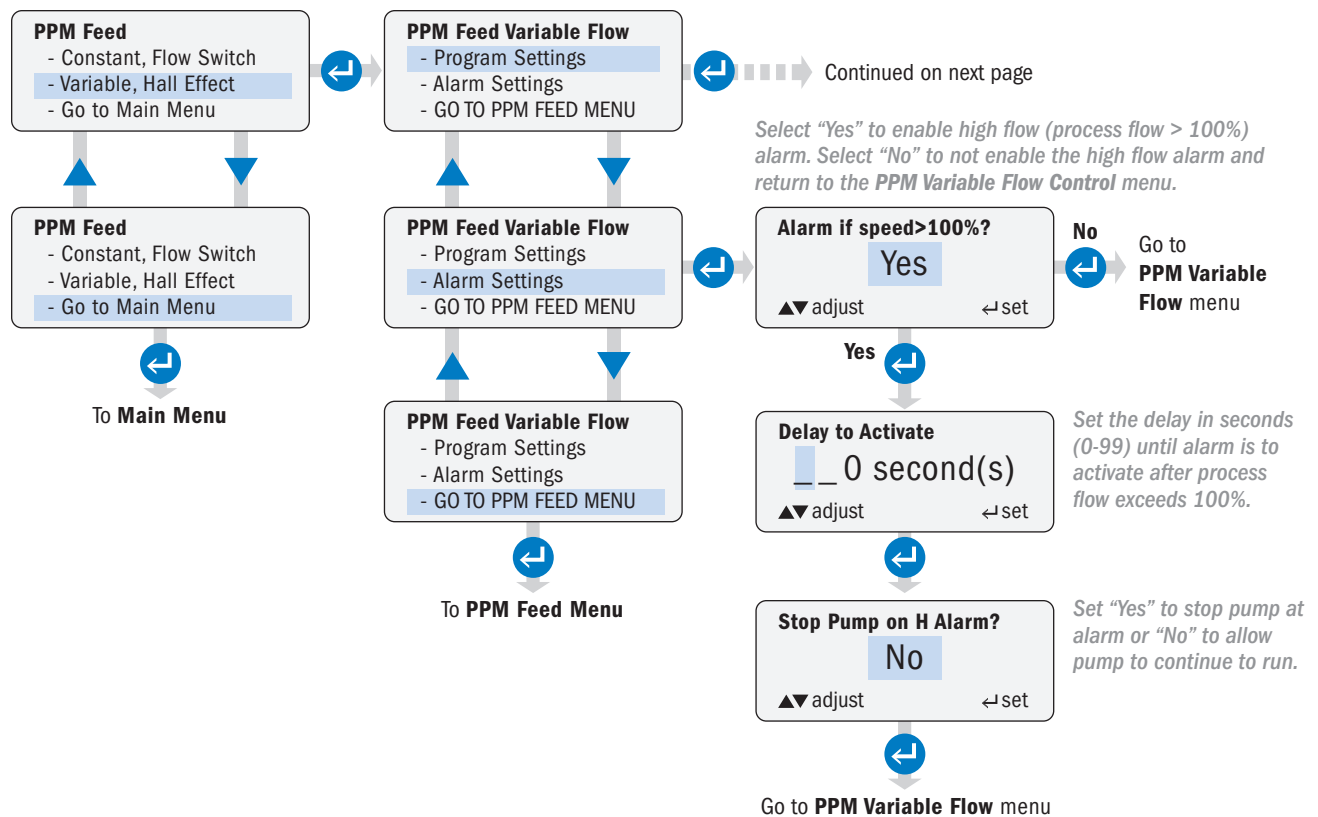 PPM Feed
- Constant, Flow Switch
- Variable, Hall Effect
- Go to Main Menu
PPM Feed Variable Flow
- Program Settings
- Alarm Settings
- GO TO PPM FEED MENU
Continued on next page
Select “Yes” to enable high flow (process flow > 100%)
alarm. Select “No” to not enable the high flow alarm and
return to the PPM Variable Flow Control menu.
PPM Feed
- Constant, Flow Switch
- Variable, Hall Effect
- Go to Main Menu
To Main Menu
PPM Feed Variable Flow
- Program Settings
- Alarm Settings
- GO TO PPM FEED MENU
Alarm if speed>100%?
Yes
▲▼ adjust ↵ set
No
Go to
PPM Variable
Flow menu
Yes
PPM Feed Variable Flow
- Program Settings
- Alarm Settings
- GO TO PPM FEED MENU
To PPM Feed Menu
Delay to Activate
_ _ 0 second(s)
▲▼ adjust ↵ set
Set the delay in seconds
(0-99) until alarm is to
activate after process
flow exceeds 100%.
Stop Pump on H Alarm?
No
▲▼ adjust ↵ set
Set “Yes” to stop pump at
alarm or “No” to allow
pump to continue to run.
Go to PPM Variable Flow menu